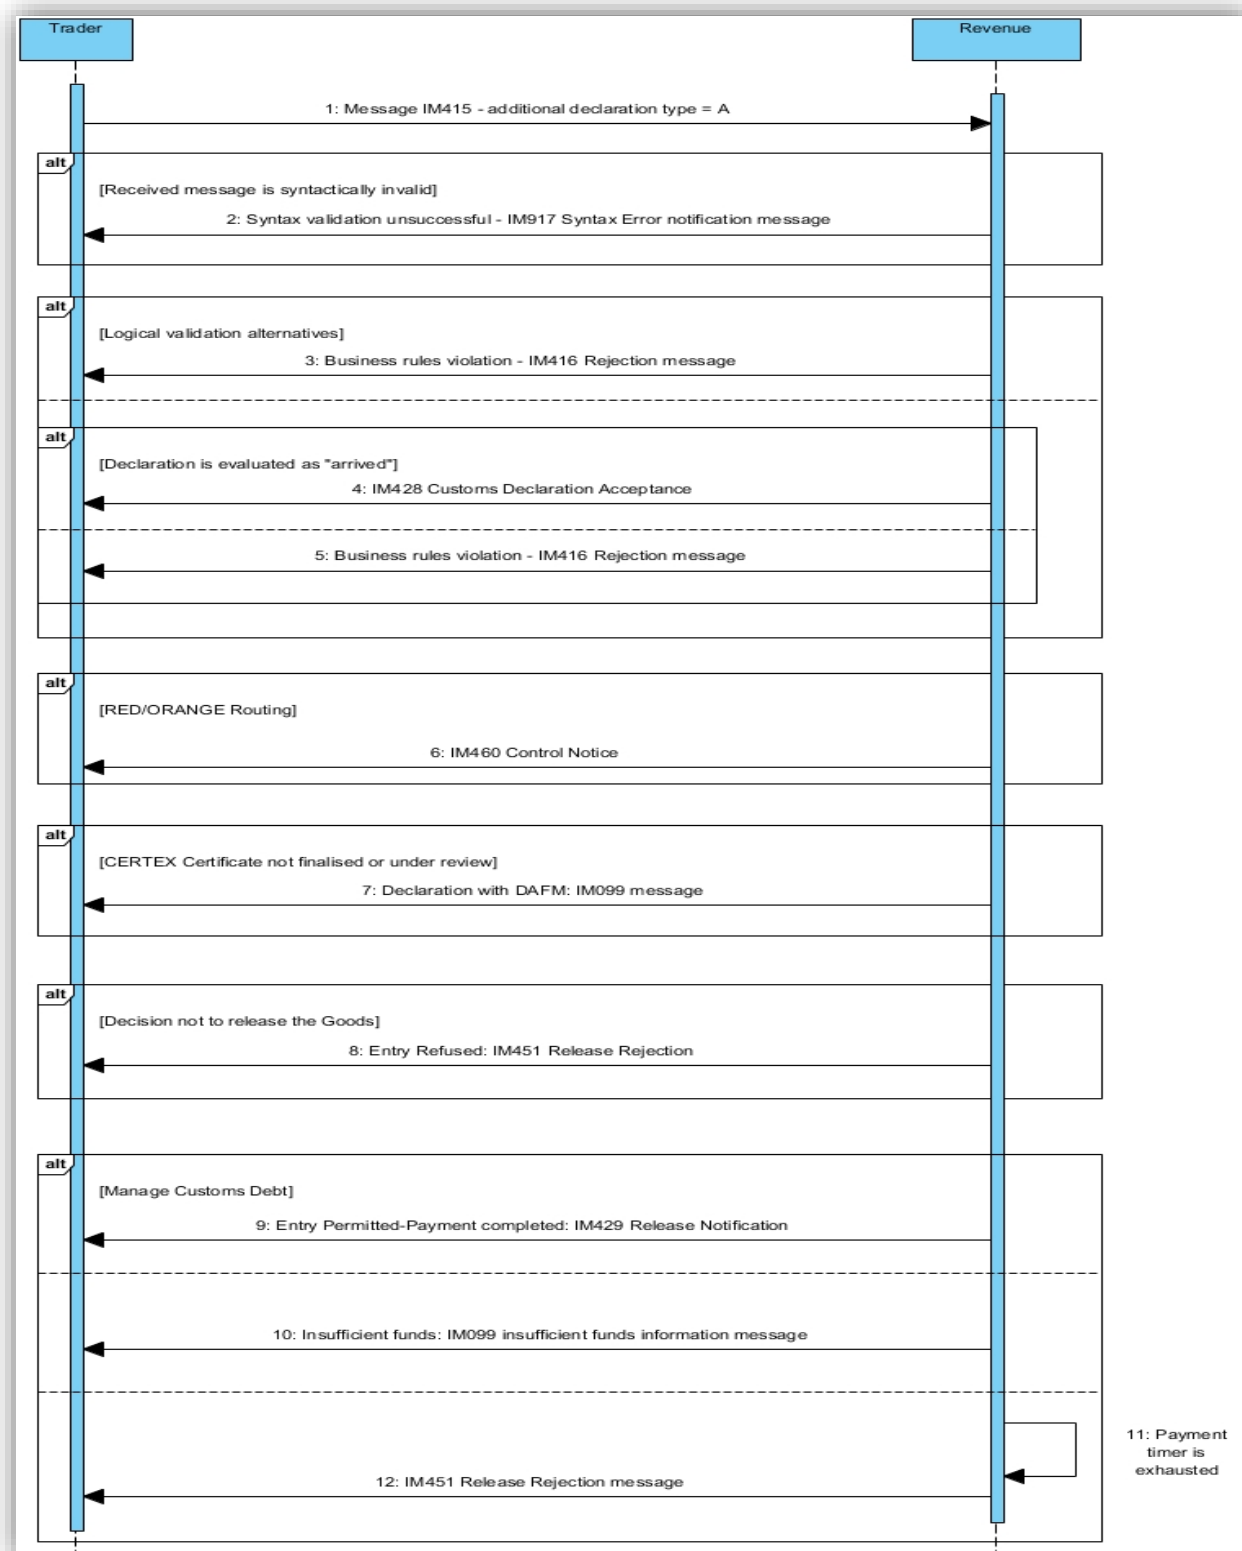 Trader
Revenue
1: Message IM415 - additional declaration type = A
alt
[Received message is syntactically invalid]
2: Syntax validation unsuccessful - IM917 Syntax Error notification message
alt
[Logical validation alternatives]
3: Business rules violation - IM416 Rejection message
alt
[Declaration is evaluated as "arrived"]
4: IM428 Customs Declaration Acceptance
5: Business rules violation - IM416 Rejection message
alt
[RED/ORANGE Routing]
6: IM460 Control Notice
alt
[CERTEX Certificate not finalised or under review]
7: Declaration with DAFM: IM099 message
alt
[Decision not to release the Goods]
8: Entry Refused: IM451 Release Rejection
alt
[Manage Customs Debt]
9: Entry Permitted-Payment completed: IM429 Release Notification
10: Insufficient funds: IM099 insufficient funds information message
11: Payment
timer is
exhausted
12: IM451 Release Rejection message